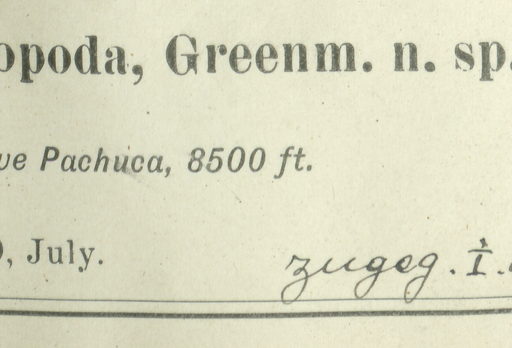 opoda, Greenm. n. sp.
ve Pachuca, 8500 ft.
, July.
zugeg. I.